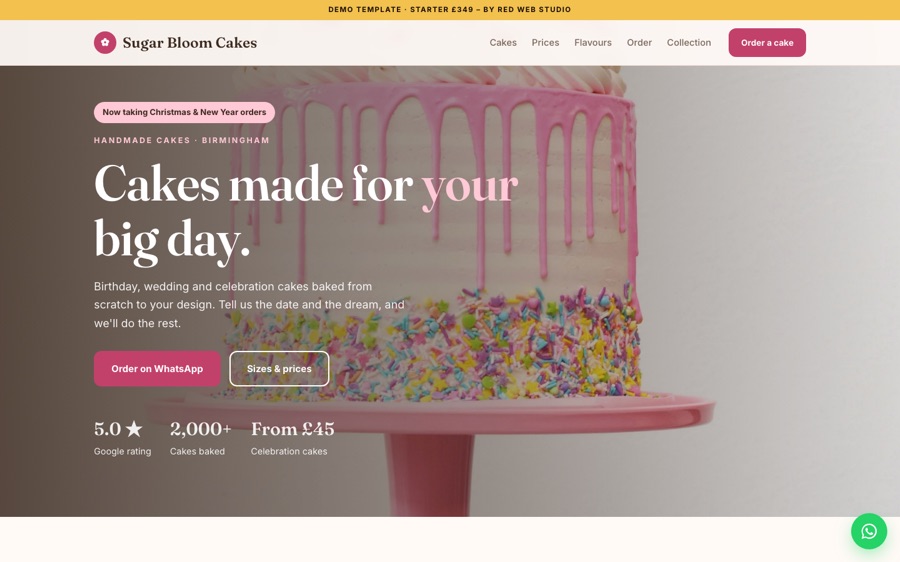 DEMO TEMPLATE · STARTER £349 – BY RED WEB STUDIO
Sugar Bloom Cakes
Cakes Prices Flavours Order Collection Order a cake
Now taking Christmas & New Year orders
HANDMADE CAKES · BIRMINGHAM
Cakes made for your
big day.
Birthday, wedding and celebration cakes baked from
scratch to your design. Tell us the date and the dream, and
we'll do the rest.
Order on WhatsApp Sizes & prices
5.0 ★ 2,000+ From £45
Google rating Cakes baked Celebration cakes